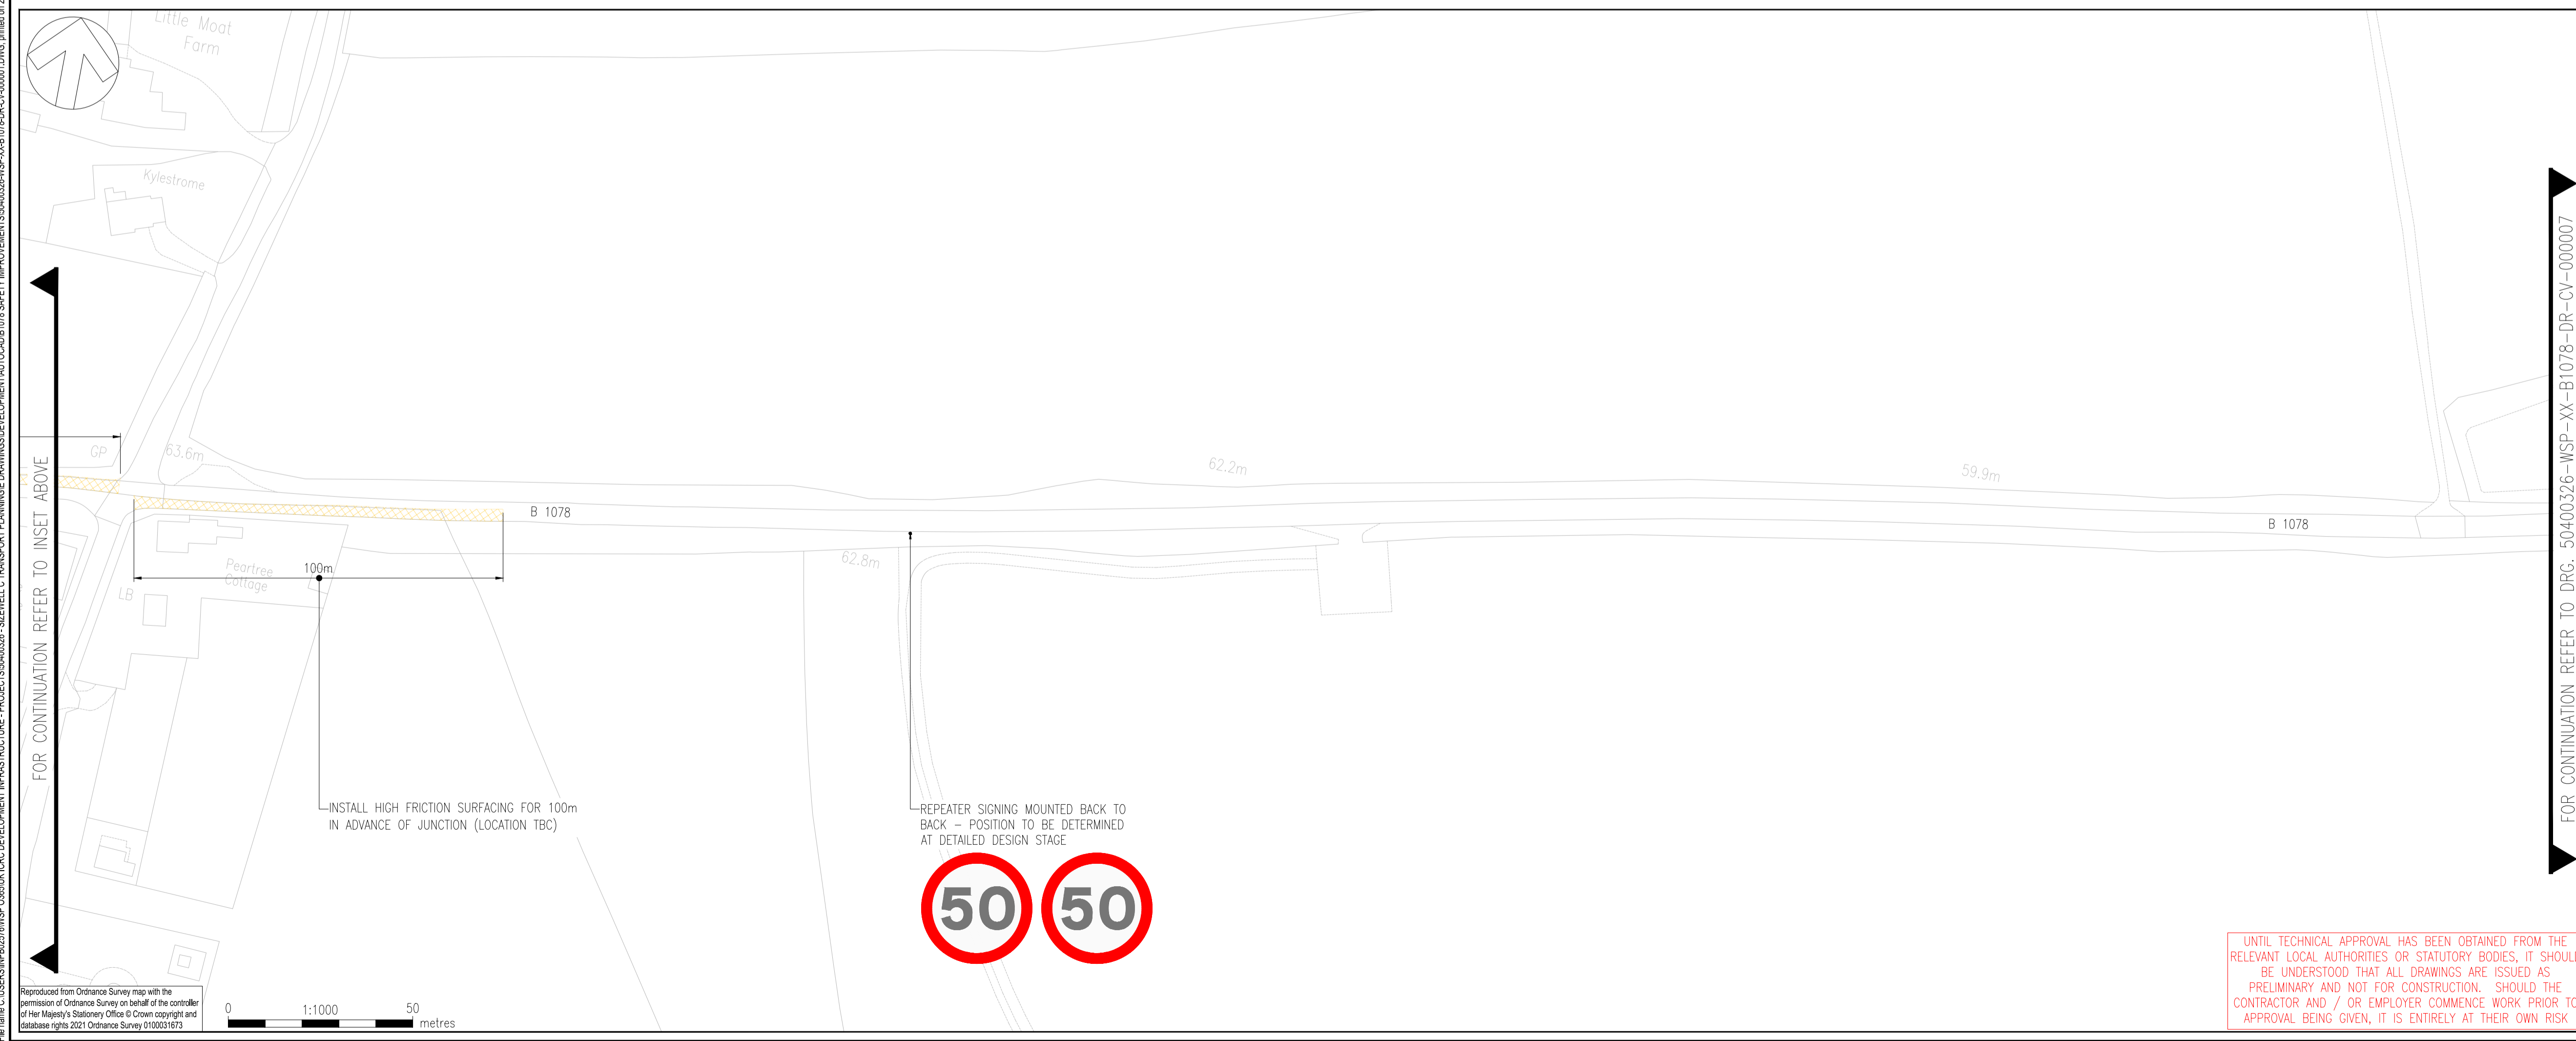 Little Moat
Farm
Kylestrome
GP
63.6m
FOR CONTINUATION REFER TO INSET ABOVE
B 1078
100m
Peartree
Cottage
LB
62.8m
62.2m
59.9m
B 1078
INSTALL HIGH FRICTION SURFACING FOR 100m
IN ADVANCE OF JUNCTION (LOCATION TBC)
REPEATER SIGNING MOUNTED BACK TO
BACK – POSITION TO BE DETERMINED
AT DETAILED DESIGN STAGE
50 50
FOR CONTINUATION REFER TO DRG. 50400326-WSP-XX-B1078-DR-CV-000007
UNTIL TECHNICAL APPROVAL HAS BEEN OBTAINED FROM THE
RELEVANT LOCAL AUTHORITIES OR STATUTORY BODIES, IT SHOUL
BE UNDERSTOOD THAT ALL DRAWINGS ARE ISSUED AS
PRELIMINARY AND NOT FOR CONSTRUCTION. SHOULD THE
CONTRACTOR AND / OR EMPLOYER COMMENCE WORK PRIOR TO
APPROVAL BEING GIVEN, IT IS ENTIRELY AT THEIR OWN RISK
Reproduced from Ordnance Survey map with the
permission of Ordnance Survey on behalf of the controller
of Her Majesty's Stationery Office © Crown copyright and
database rights 2021 Ordnance Survey 0100031673
0 1:1000 50
metres